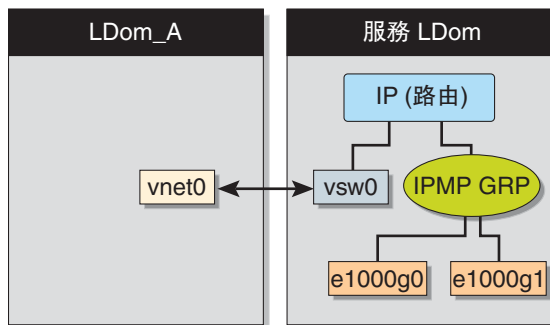 LDom_A
服務 LDom
IP (路由)
vnet0
vsw0
IPMP GRP
e1000g0
e1000g1